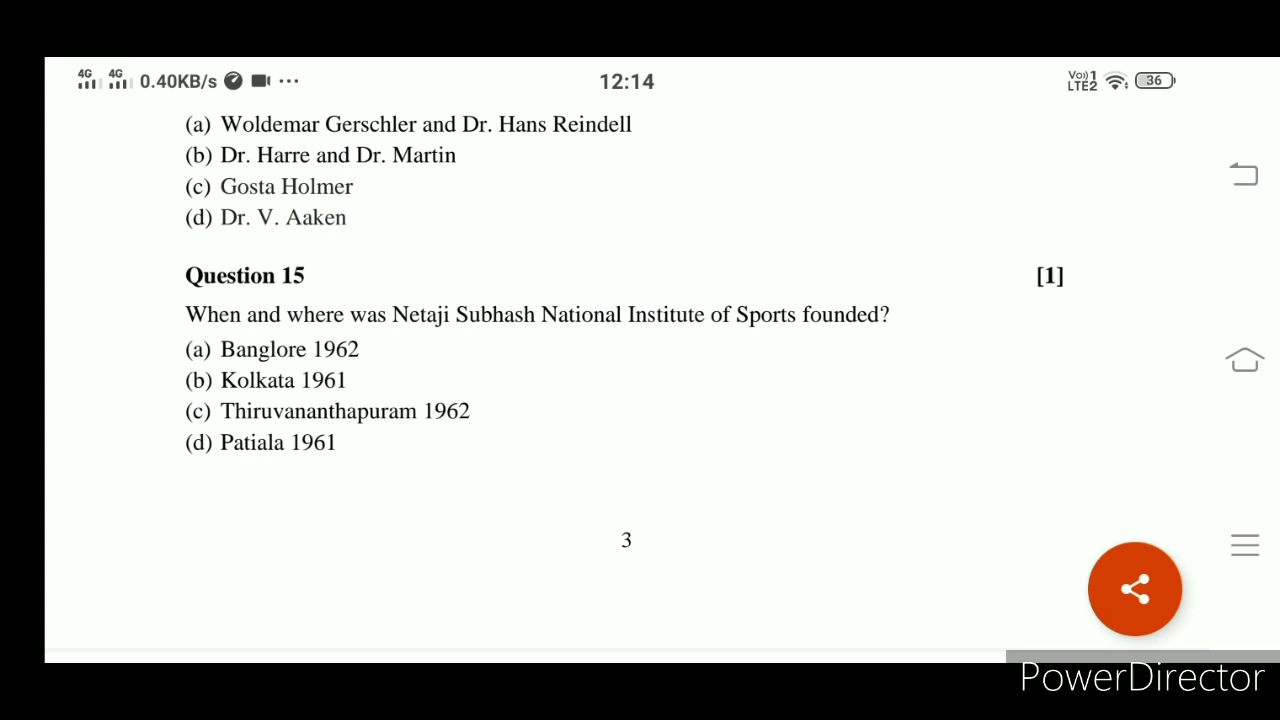 4G 4G 0.40KB/s ... 12:14 Vo)) 1 LTE2 36
(a) Woldemar Gerschler and Dr. Hans Reindell
(b) Dr. Harre and Dr. Martin
(c) Gosta Holmer
(d) Dr. V. Aaken
Question 15 [1]
When and where was Netaji Subhash National Institute of Sports founded?
(a) Banglore 1962
(b) Kolkata 1961
(c) Thiruvananthapuram 1962
(d) Patiala 1961
3
PowerDirector